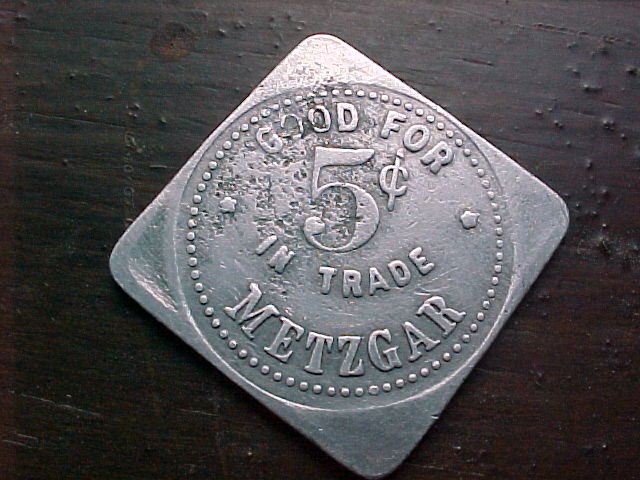 GOOD FOR
5¢
IN TRADE
METZGAR